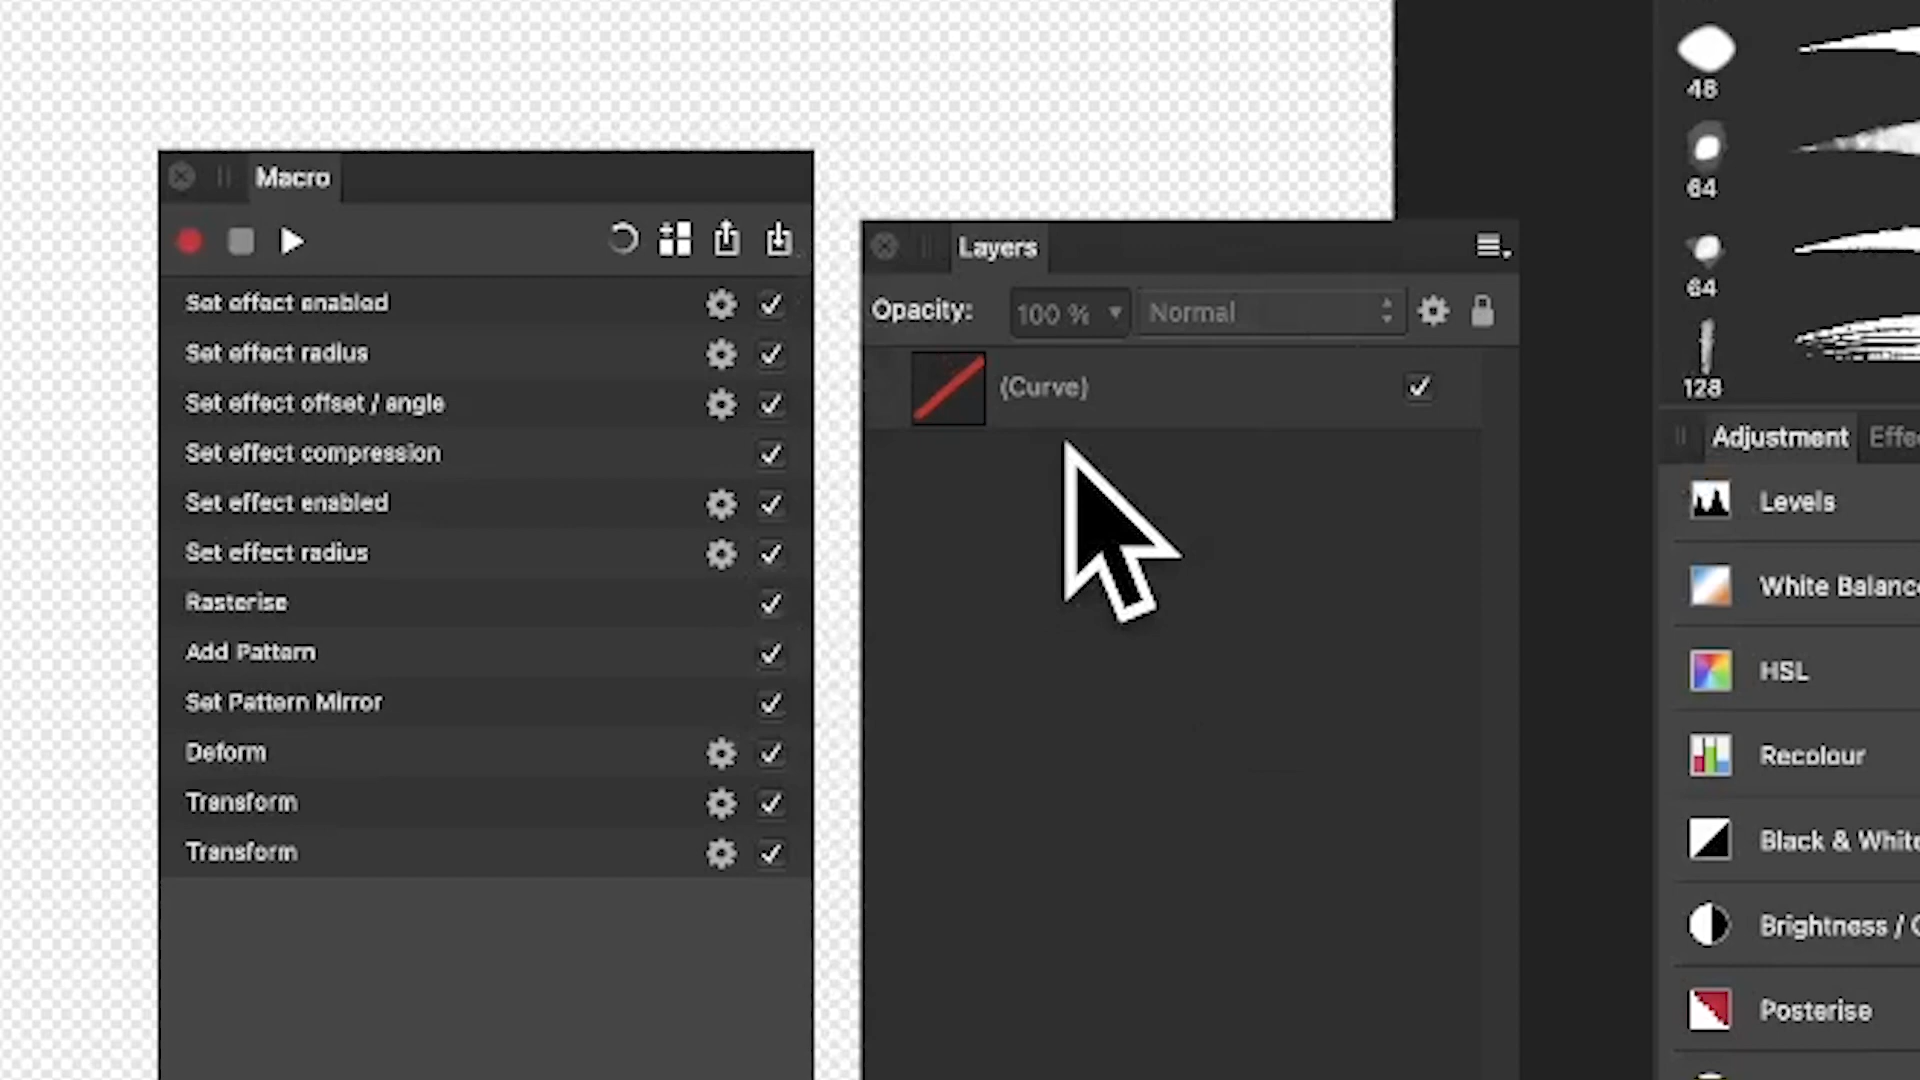 Macro
Set effect enabled
Set effect radius
Set effect offset / angle
Set effect compression
Set effect enabled
Set effect radius
Rasterise
Add Pattern
Set Pattern Mirror
Deform
Transform
Transform
Layers
Opacity: 100 % Normal
(Curve)
48
64
64
128
Adjustment
Levels
White
HSL
Recolour
Black &
Brightness /
Posterise